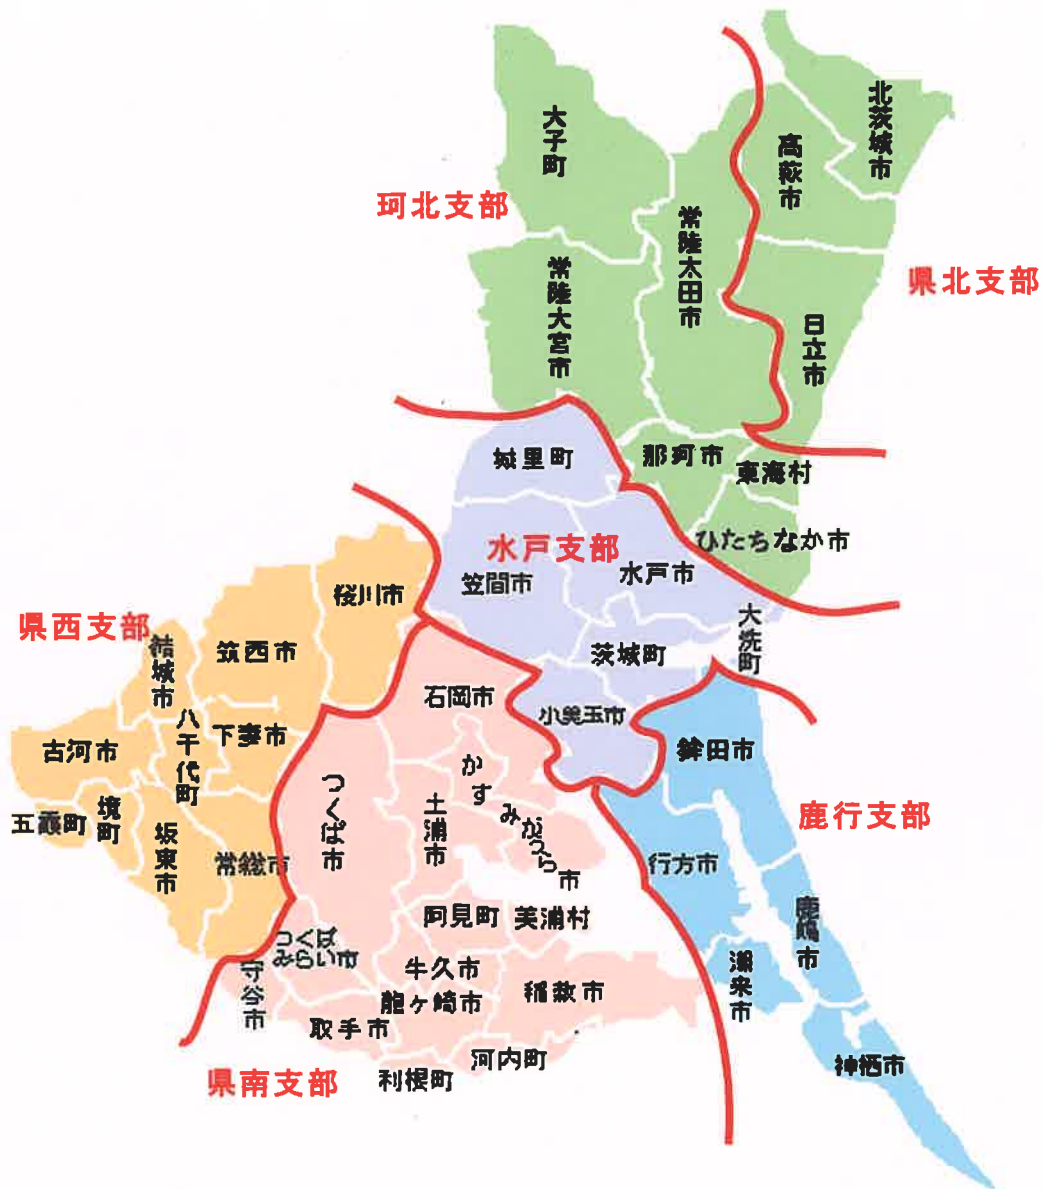 北茨城市
大子町
高萩市
珂北支部
常陸太田市
県北支部
常陸大宮市
日立市
城里町
那珂市
東海村
ひたちなか市
水戸支部
笠間市
水戸市
桜川市
大洗町
県西支部
結城市
筑西市
茨城町
石岡市
小美玉市
八千代町
下妻市
古河市
鉾田市
かすみがうら市
つくば市
土浦市
境町
五霞町
坂東市
鹿行支部
常総市
行方市
阿見町
美浦村
鹿嶋市
つくば
みらい市
守谷市
牛久市
潮来市
龍ヶ崎市
稲敷市
取手市
河内町
神栖市
利根町
県南支部